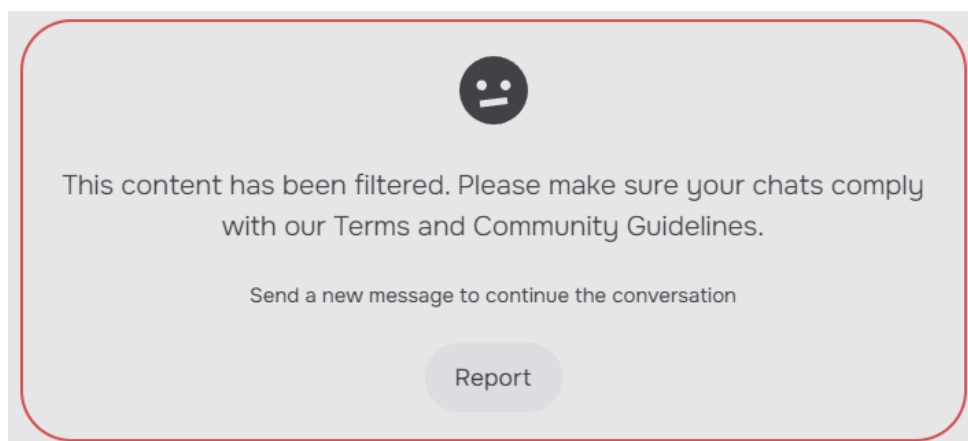 This content has been filtered. Please make sure your chats comply
with our Terms and Community Guidelines.
Send a new message to continue the conversation
Report